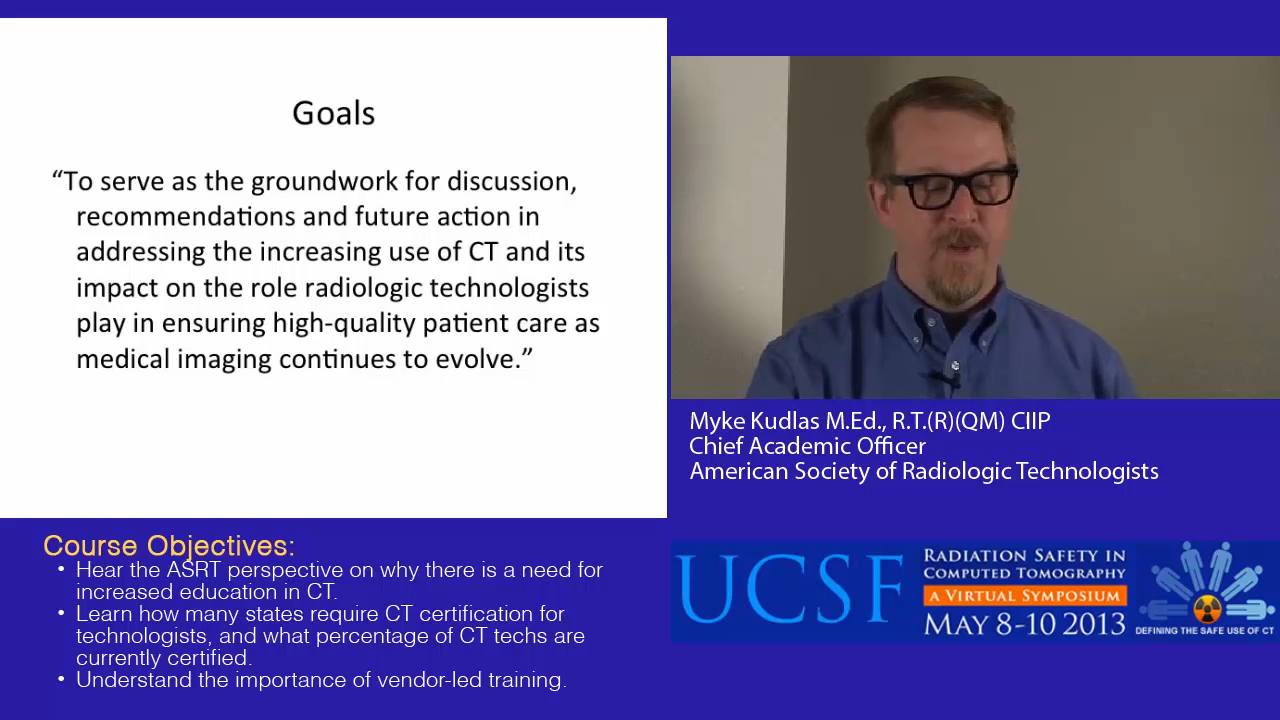 Goals
“To serve as the groundwork for discussion,
recommendations and future action in
addressing the increasing use of CT and its
impact on the role radiologic technologists
play in ensuring high-quality patient care as
medical imaging continues to evolve.”
Myke Kudlas M.Ed., R.T.(R)(QM) CIIP
Chief Academic Officer
American Society of Radiologic Technologists
Course Objectives:
• Hear the ASRT perspective on why there is a need for
increased education in CT.
• Learn how many states require CT certification for
technologists, and what percentage of CT techs are
currently certified.
• Understand the importance of vendor-led training.
UCSF
RADIATION SAFETY IN
COMPUTED TOMOGRAPHY
A VIRTUAL SYMPOSIUM
MAY 8-10 2013
DEFINING THE SAFE USE OF CT